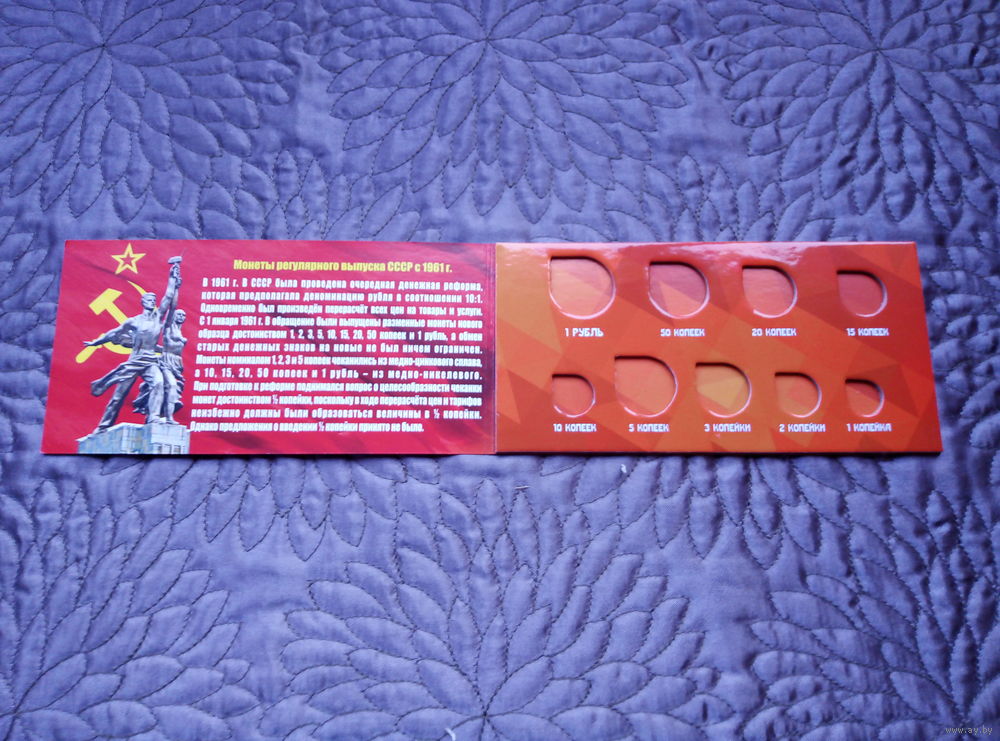 Монеты регулярного выпуска СССР с 1961 г.
В 1961 г. В СССР была проведена очередная денежная реформа,
которая предполагала деноминацию рубля в соотношении 10:1.
Одновременно был произведён перерасчёт всех цен на товары и услуги.
С 1 января 1961 г. В обращение были выпущены разменные монеты нового
образца достоинством 1, 2, 3, 5, 10, 15, 20, 50 копеек и 1 рубль, а обмен
старых денежных знаков на новые не был ничем ограничен.
Монеты номиналом 1, 2, 3 и 5 копеек чеканились из медно-цинкового сплава,
а 10, 15, 20, 50 копеек и 1 рубль – из медно-никелевого.
При подготовке к реформе поднимался вопрос о целесообразности чеканки
монет достоинством ½ копейки, поскольку в ходе перерасчёта цен и тарифов
неизбежно должны были образоваться величины в ½ копейки.
Однако предложения о введении ½ копейки принято не было.
1 РУБЛЬ 50 КОПЕЕК 20 КОПЕЕК 15 КОПЕЕК
10 КОПЕЕК 5 КОПЕЕК 3 КОПЕЙКИ 2 КОПЕЙКИ 1 КОПЕЙКА
www.ay.by